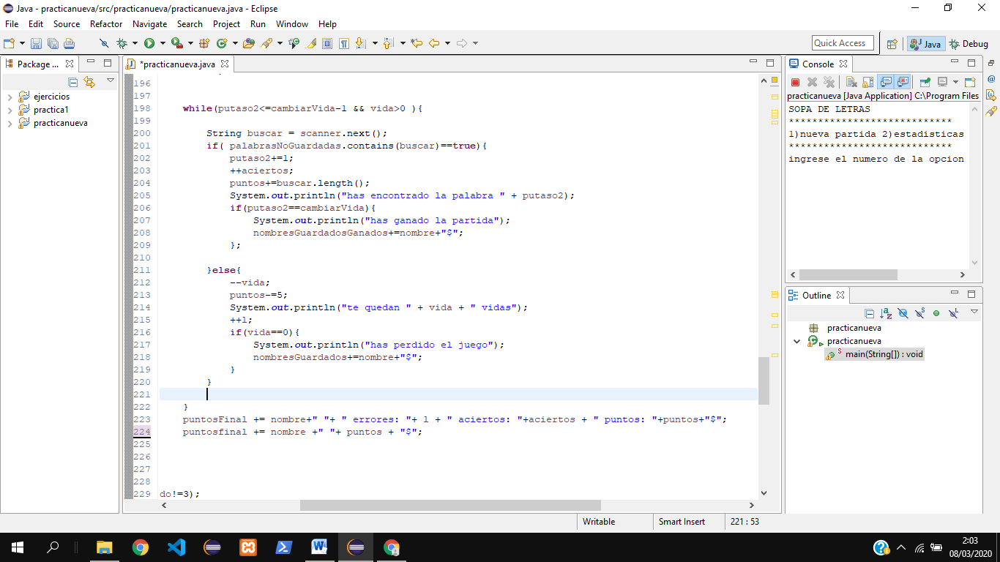 Java - practicanueva/src/practicanueva/practicanueva.java - Eclipse
File Edit Source Refactor Navigate Search Project Run Window Help
Quick Access Java Debug
Package ...
ejercicios
practica1
practicanueva
*practicanueva.java
196
197
198 while(putaso2<=cambiarVida-1 && vida>0 ){
199
200 String buscar = scanner.next();
201 if( palabrasNoGuardadas.contains(buscar)==true){
202 putaso2+=1;
203 ++aciertos;
204 puntos+=buscar.length();
205 System.out.println("has encontrado la palabra " + putaso2);
206 if(putaso2==cambiarVida){
207 System.out.println("has ganado la partida");
208 nombresGuardadosGanados+=nombre+"$";
209 };
210
211 }else{
212 --vida;
213 puntos-=5;
214 System.out.println("te quedan " + vida + " vidas");
215 ++l;
216 if(vida==0){
217 System.out.println("has perdido el juego");
218 nombresGuardados+=nombre+"$";
219 }
220 }
221
222 }
223 puntosFinal += nombre+" "+ " errores: "+ l + " aciertos: "+aciertos + " puntos: "+puntos+"$";
224 puntosfinal += nombre +" "+ puntos + "$";
225
226
227
228
229 do!=3);
Console
practicanueva [Java Application] C:\Program Files
SOPA DE LETRAS
****************************
1)nueva partida 2)estadisticas
****************************
ingrese el numero de la opcion
Outline
practicanueva
practicanueva
main(String[]) : void
Writable Smart Insert 221 : 53
2:03
08/03/2020